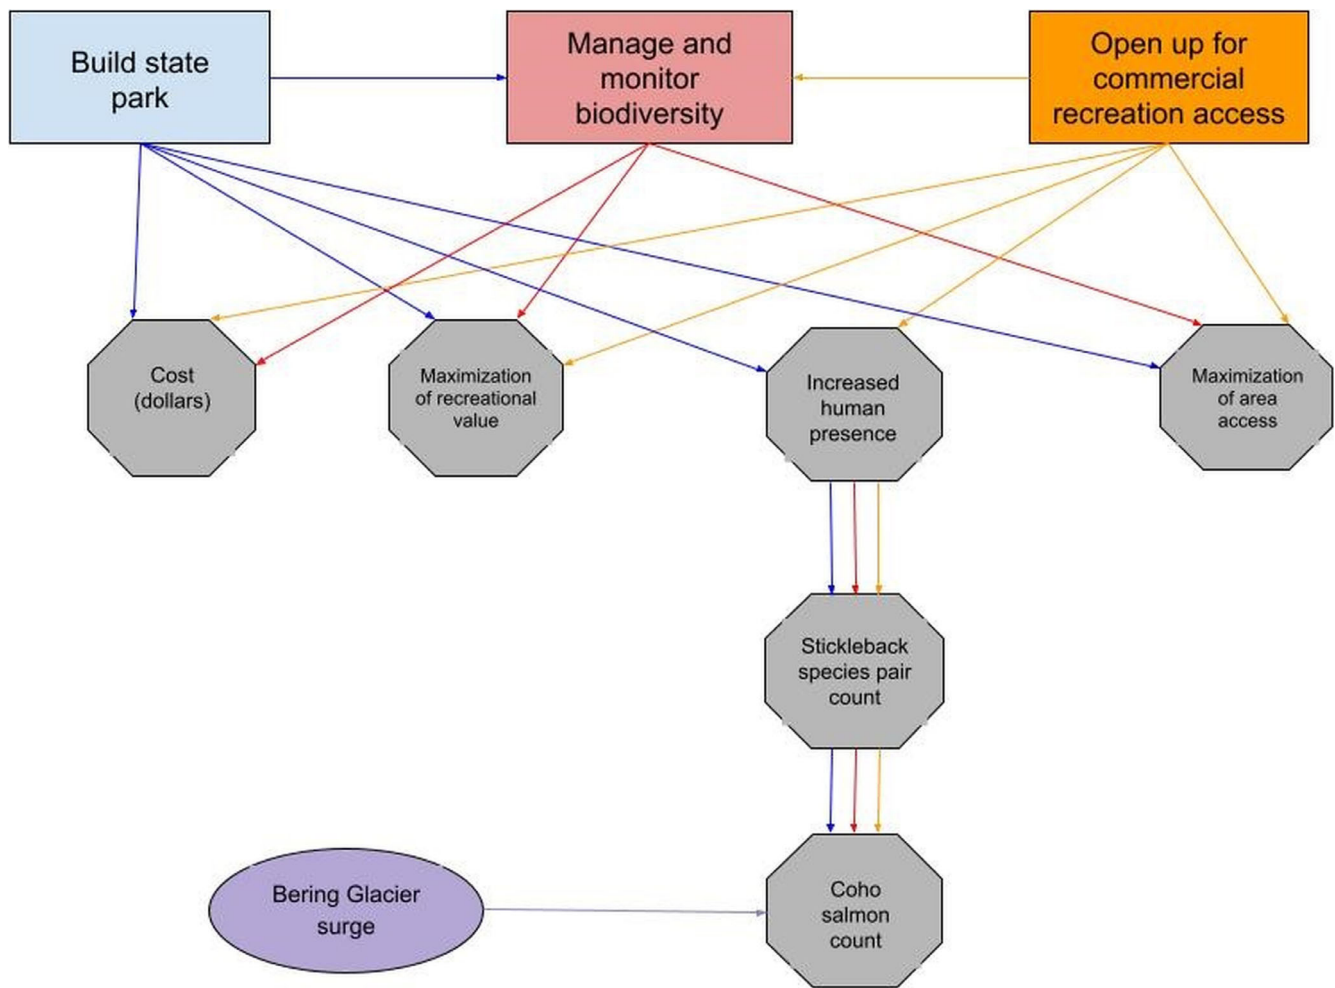 Build state
park
Manage and
monitor
biodiversity
Open up for
commercial
recreation access
Cost
(dollars)
Maximization
of recreational
value
Increased
human
presence
Maximization
of area
access
Stickleback
species pair
count
Bering Glacier
surge
Coho
salmon
count